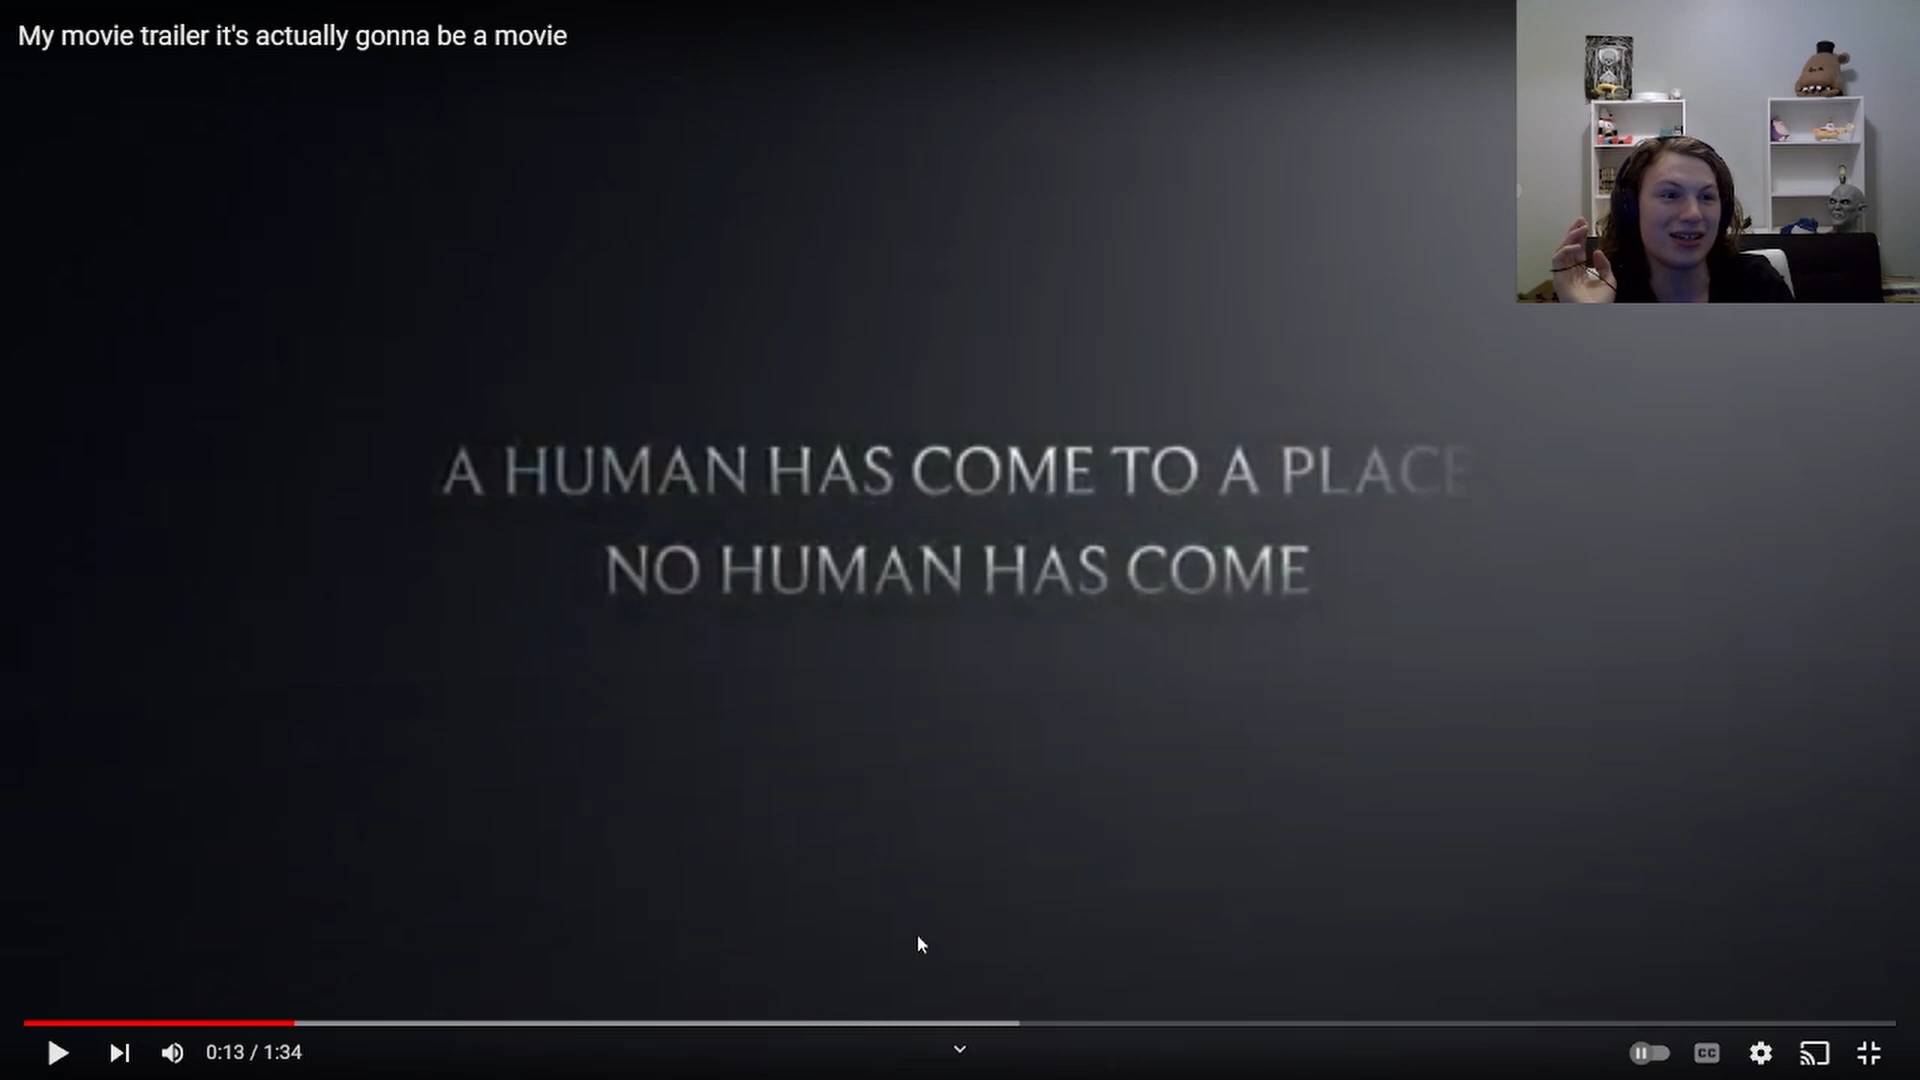 My movie trailer it's actually gonna be a movie
A HUMAN HAS COME TO A PLACE
NO HUMAN HAS COME
0:13 / 1:34
CC